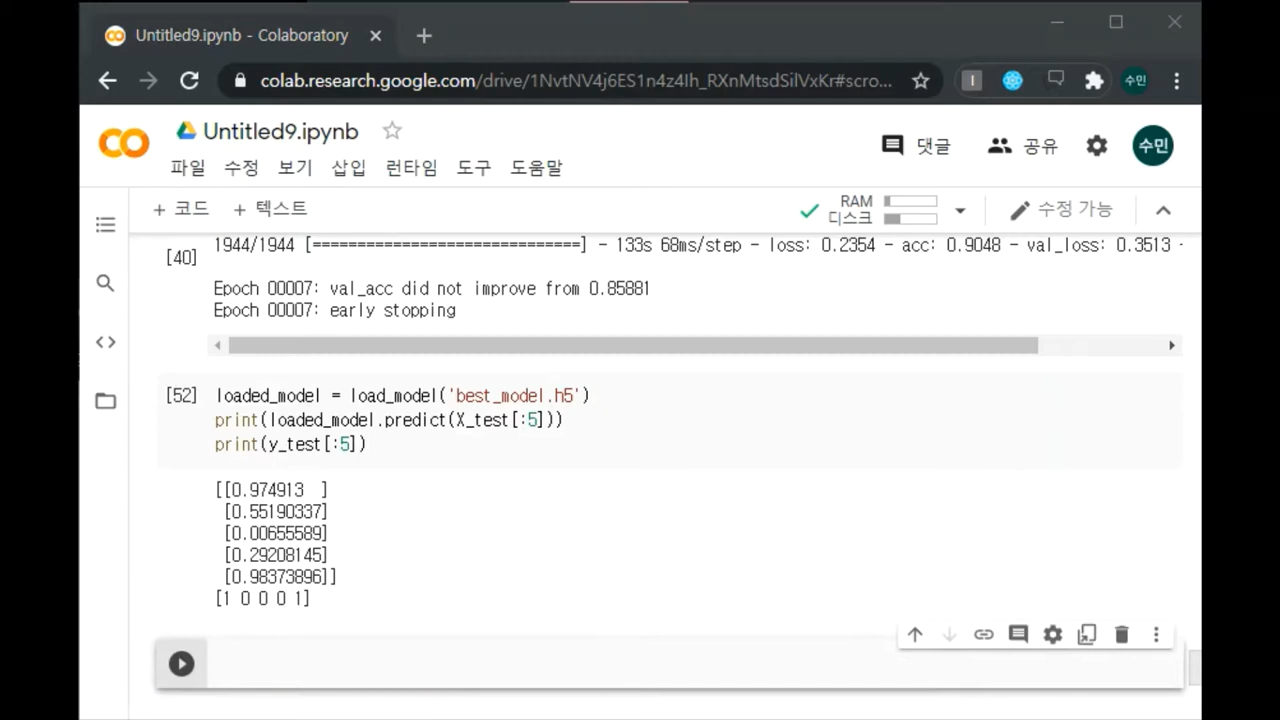 Untitled9.ipynb - Colaboratory
colab.research.google.com/drive/1NvtNV4j6ES1n4z4Ih_RXnMtsdSilVxKr#scro...
수민
Untitled9.ipynb
댓글
공유
수민
파일 수정 보기 삽입 런타임 도구 도움말
+ 코드 + 텍스트
RAM
디스크
수정 가능
[40]
1944/1944 [==============================] - 133s 68ms/step - loss: 0.2354 - acc: 0.9048 - val_loss: 0.3513 -
Epoch 00007: val_acc did not improve from 0.85881
Epoch 00007: early stopping
[52]
loaded_model = load_model('best_model.h5')
print(loaded_model.predict(X_test[:5]))
print(y_test[:5])
[[0.974913  ]
[0.55190337]
[0.00655589]
[0.29208145]
[0.98373896]]
[1 0 0 0 1]